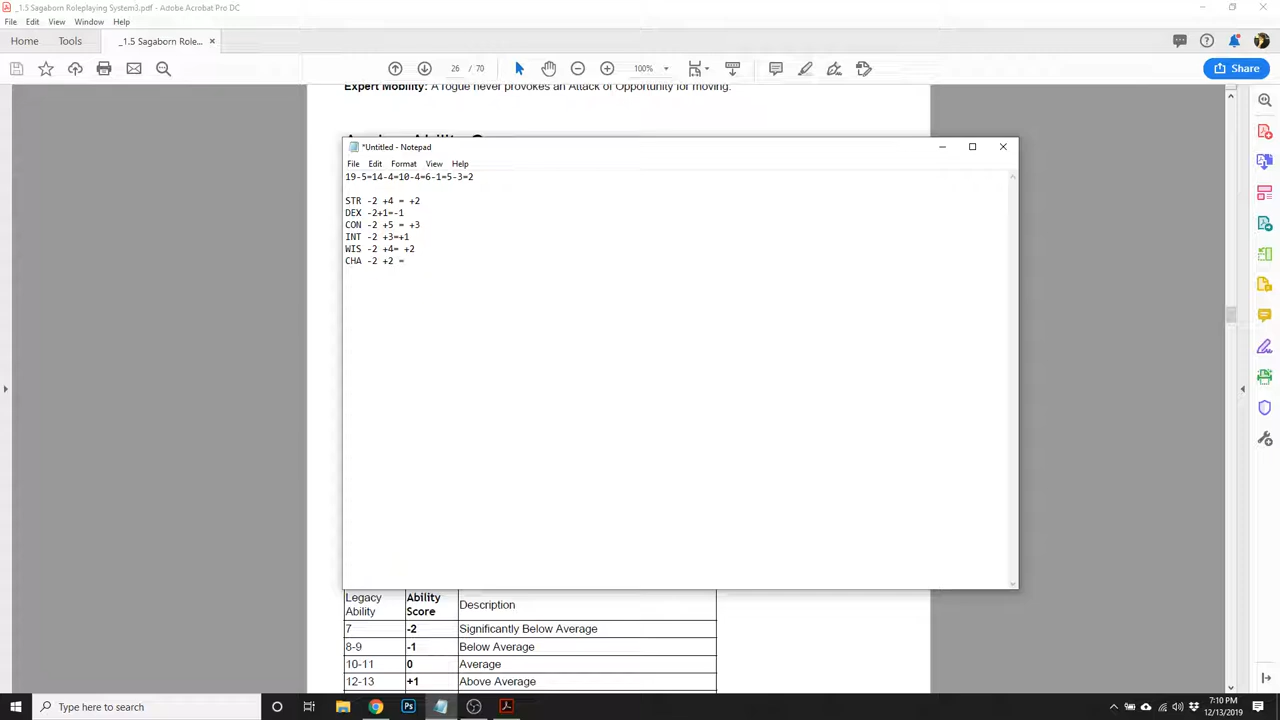 _1.5 Sagaborn Roleplaying System3.pdf - Adobe Acrobat Pro DC
File Edit View Window Help
Home Tools _1.5 Sagaborn Role... ×
26 / 70 100% Share
Expert Mobility: A rogue never provokes an Attack of Opportunity for moving.
*Untitled - Notepad
File Edit Format View Help
19-5=14-4=10-4=6-1=5-3=2
STR -2 +4 = +2
DEX -2+1=-1
CON -2 +5 = +3
INT -2 +3=+1
WIS -2 +4= +2
CHA -2 +2 =
Legacy Ability Ability Score Description
7 -2 Significantly Below Average
8-9 -1 Below Average
10-11 0 Average
12-13 +1 Above Average
Type here to search
7:10 PM
12/13/2019